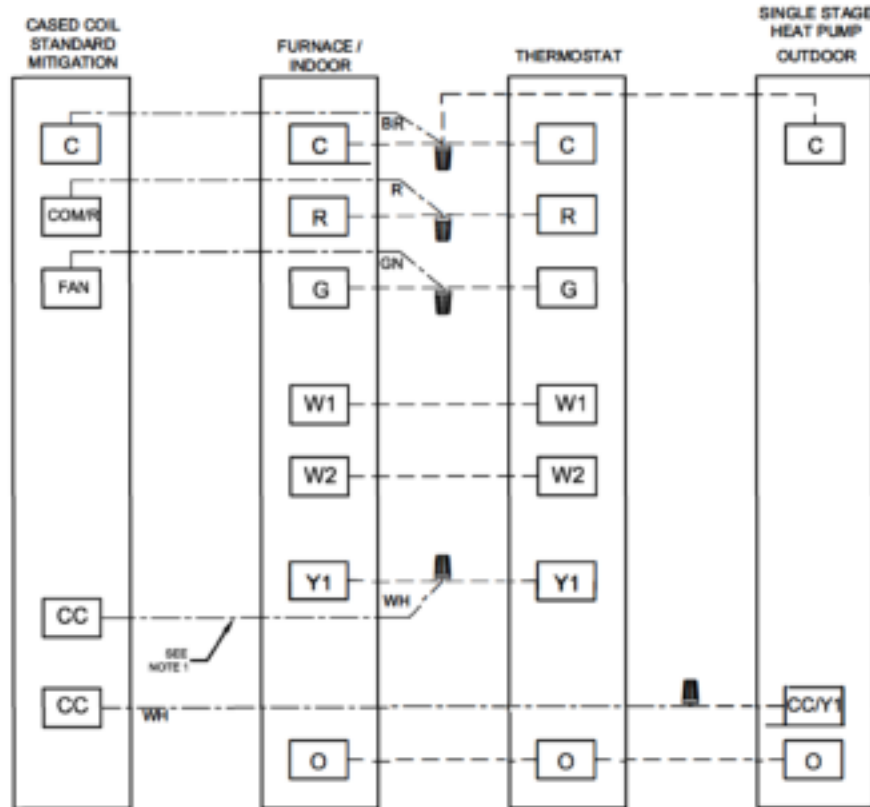 CASED COIL
STANDARD
MITIGATION
FURNACE /
INDOOR
THERMOSTAT
SINGLE STAGE
HEAT PUMP
OUTDOOR
BR
C
C
C
C
R
COM/R
R
R
GN
FAN
G
G
W1
W1
W2
W2
Y1
Y1
WH
CC
SEE
NOTE 1
CC
WH
CC/Y1
O
O
O